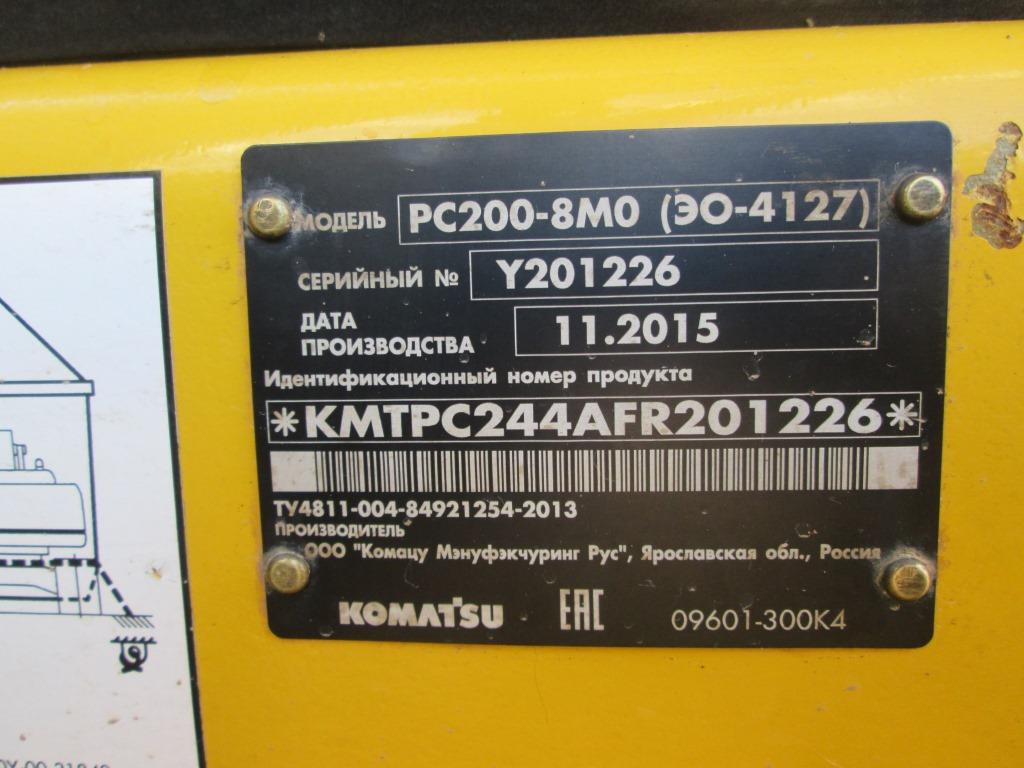 МОДЕЛЬ PC200-8M0 (ЭО-4127)
СЕРИЙНЫЙ № Y201226
ДАТА
ПРОИЗВОДСТВА 11.2015
Идентификационный номер продукта
*KMTPC244AFR201226*
ТУ4811-004-84921254-2013
ПРОИЗВОДИТЕЛЬ
ООО "Комацу Мэнуфэкчуринг Рус", Ярославская обл., Россия
KOMATSU EAC 09601-300K4